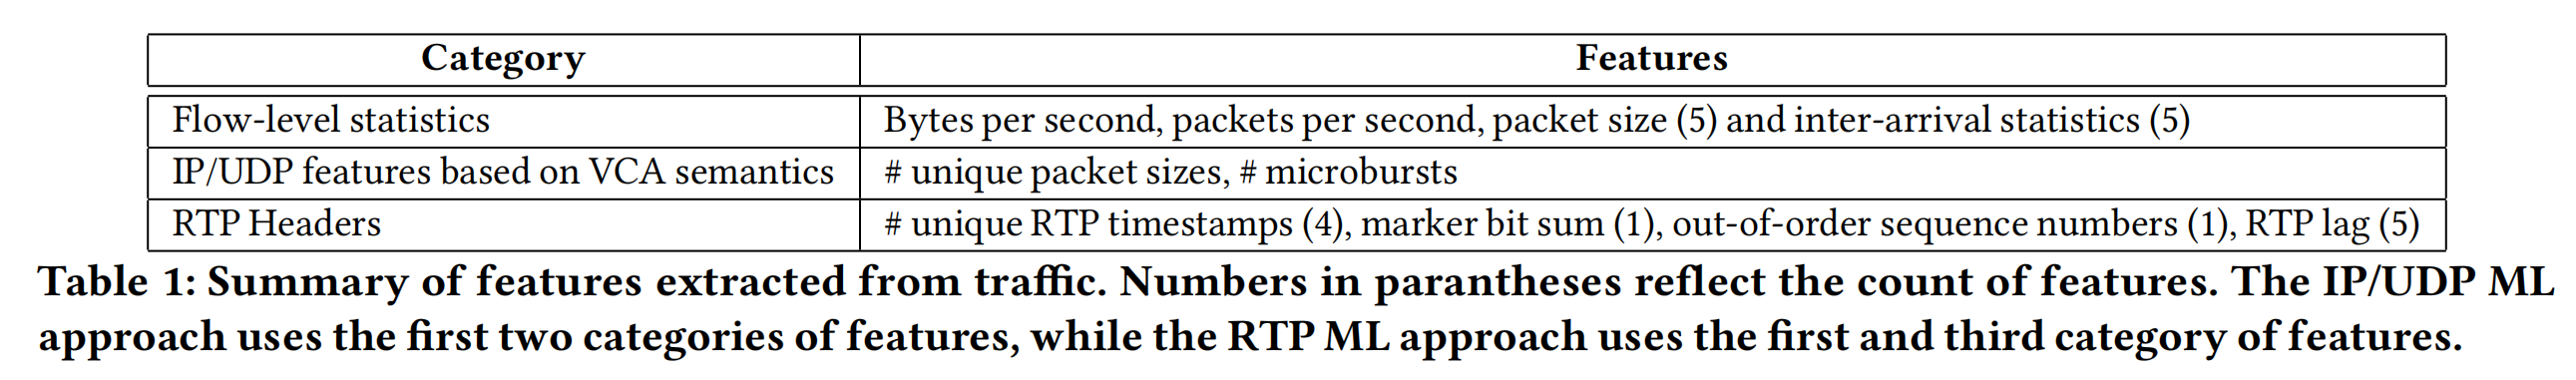 Category Features
Flow-level statistics Bytes per second, packets per second, packet size (5) and inter-arrival statistics (5)
IP/UDP features based on VCA semantics # unique packet sizes, # microbursts
RTP Headers # unique RTP timestamps (4), marker bit sum (1), out-of-order sequence numbers (1), RTP lag (5)
Table 1: Summary of features extracted from traffic. Numbers in parantheses reflect the count of features. The IP/UDP ML
approach uses the first two categories of features, while the RTP ML approach uses the first and third category of features.